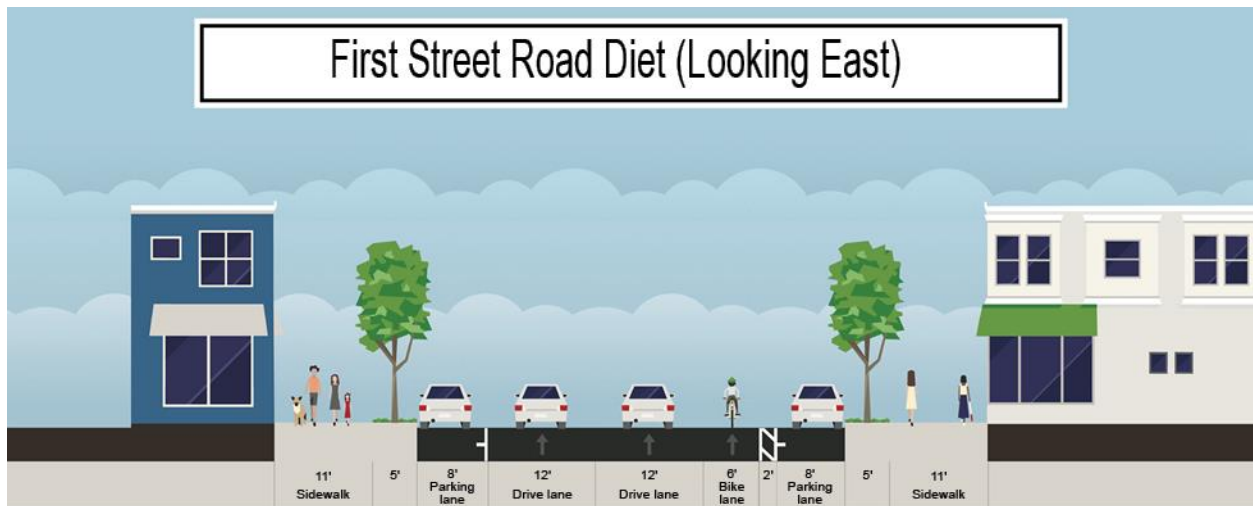 First Street Road Diet (Looking East)
11' 5' 8' 12' 12' 6' 2' 8' 5' 11'
Sidewalk Parking lane Drive lane Drive lane Bike lane Parking lane Sidewalk